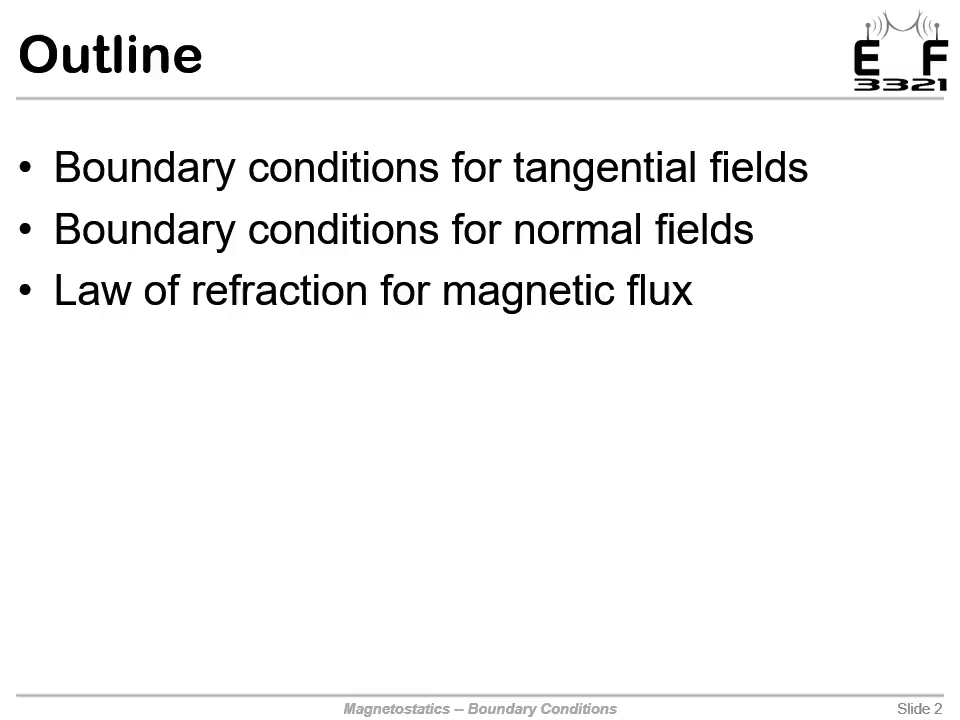 Outline
E F
3321
• Boundary conditions for tangential fields
• Boundary conditions for normal fields
• Law of refraction for magnetic flux
Magnetostatics -- Boundary Conditions
Slide 2